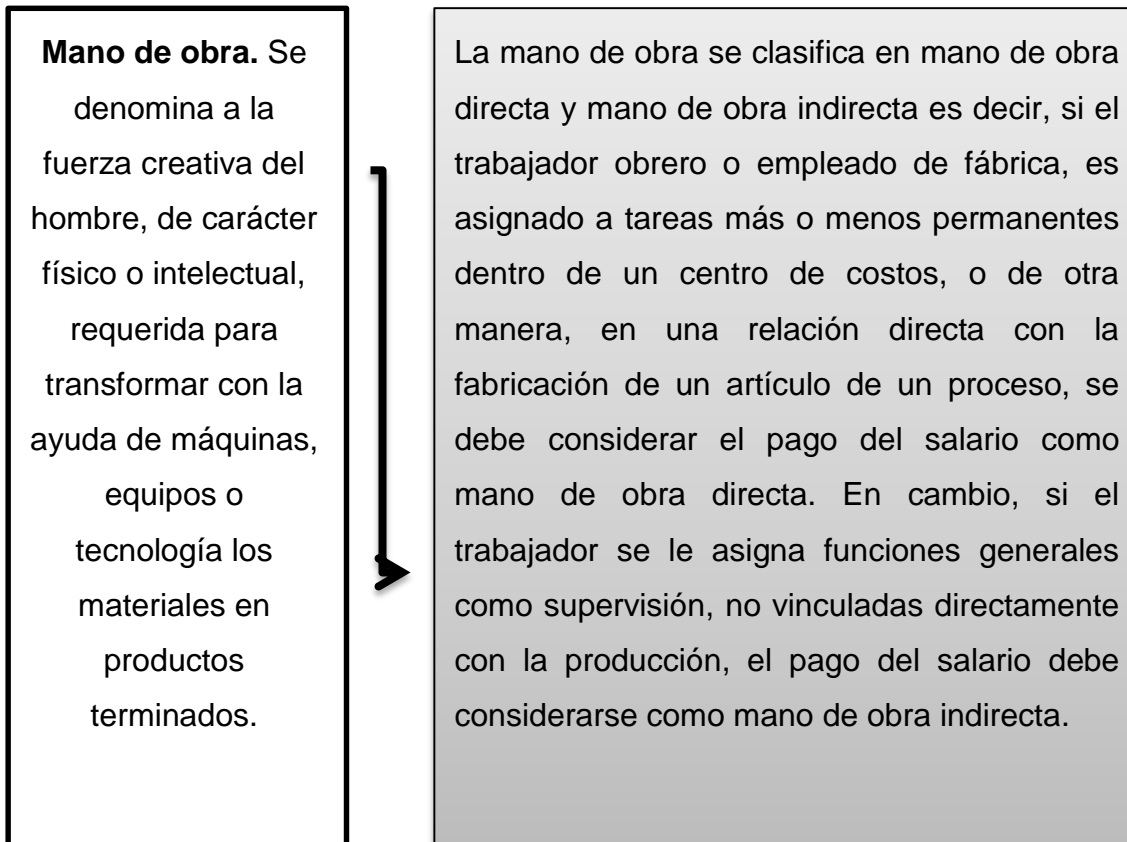 Mano de obra. Se
denomina a la
fuerza creativa del
hombre, de carácter
físico o intelectual,
requerida para
transformar con la
ayuda de máquinas,
equipos o
tecnología los
materiales en
productos
terminados.
La mano de obra se clasifica en mano de obra
directa y mano de obra indirecta es decir, si el
trabajador obrero o empleado de fábrica, es
asignado a tareas más o menos permanentes
dentro de un centro de costos, o de otra
manera, en una relación directa con la
fabricación de un artículo de un proceso, se
debe considerar el pago del salario como
mano de obra directa. En cambio, si el
trabajador se le asigna funciones generales
como supervisión, no vinculadas directamente
con la producción, el pago del salario debe
considerarse como mano de obra indirecta.